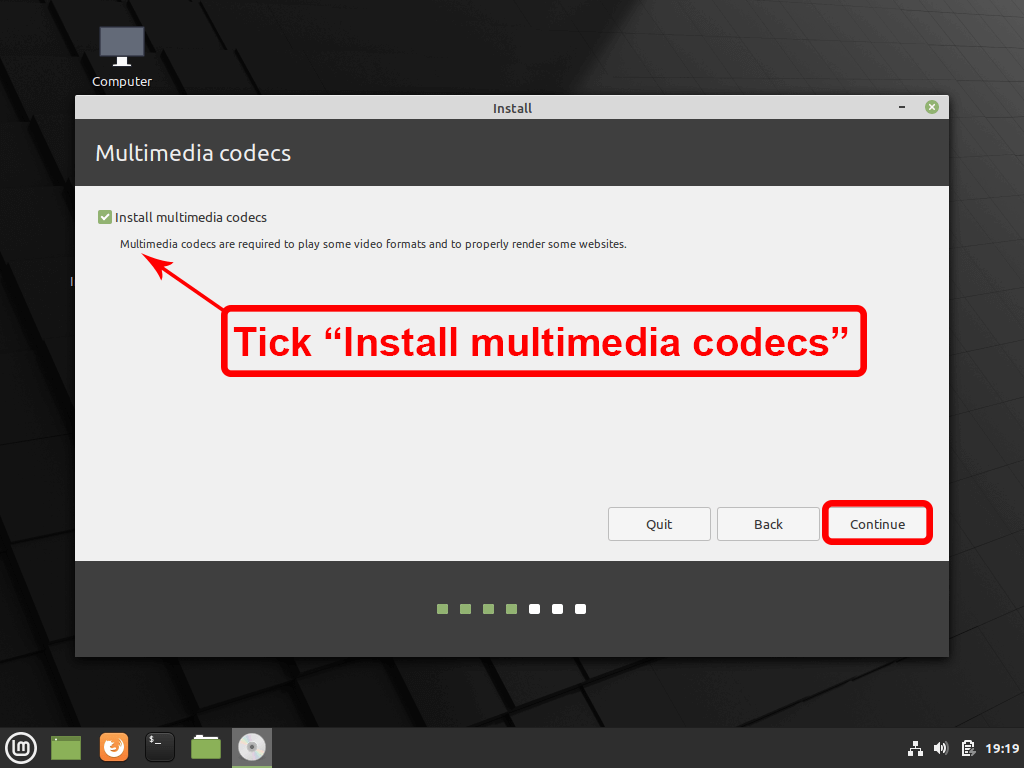 Computer
Install
Multimedia codecs
Install multimedia codecs
Multimedia codecs are required to play some video formats and to properly render some websites.
I
Tick “Install multimedia codecs”
Quit
Back
Continue
$_
lm
19:19